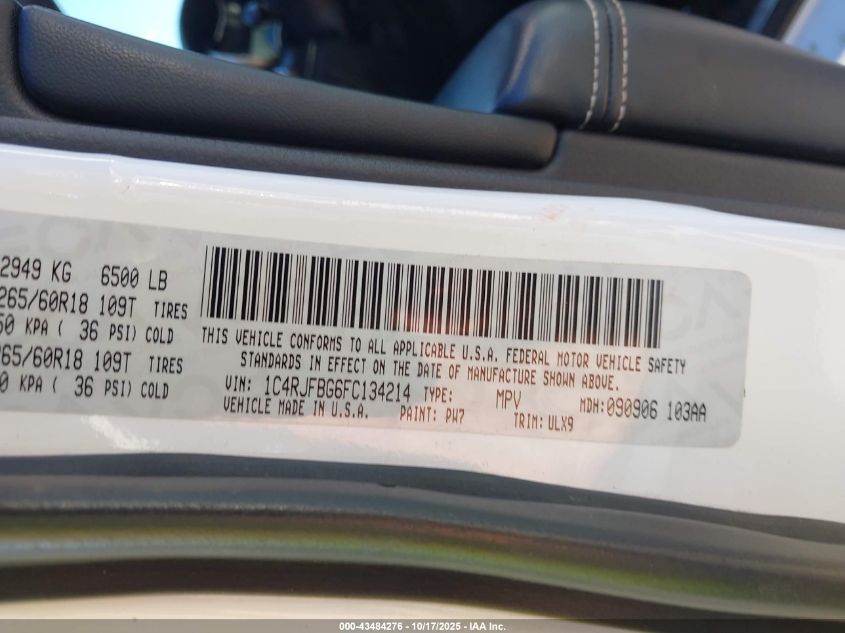 2949 KG 6500 LB
265/60R18 109T TIRES
50 KPA ( 36 PSI) COLD
65/60R18 109T TIRES
0 KPA ( 36 PSI) COLD
THIS VEHICLE CONFORMS TO ALL APPLICABLE U.S.A. FEDERAL MOTOR VEHICLE SAFETY
STANDARDS IN EFFECT ON THE DATE OF MANUFACTURE SHOWN ABOVE.
VIN: 1C4RJFBG6FC134214 TYPE: MPV MDH:090906 103AA
VEHICLE MADE IN U.S.A. PAINT: PW7 TRIM:ULX9
000-43484276 - 10/17/2025 - IAA Inc.